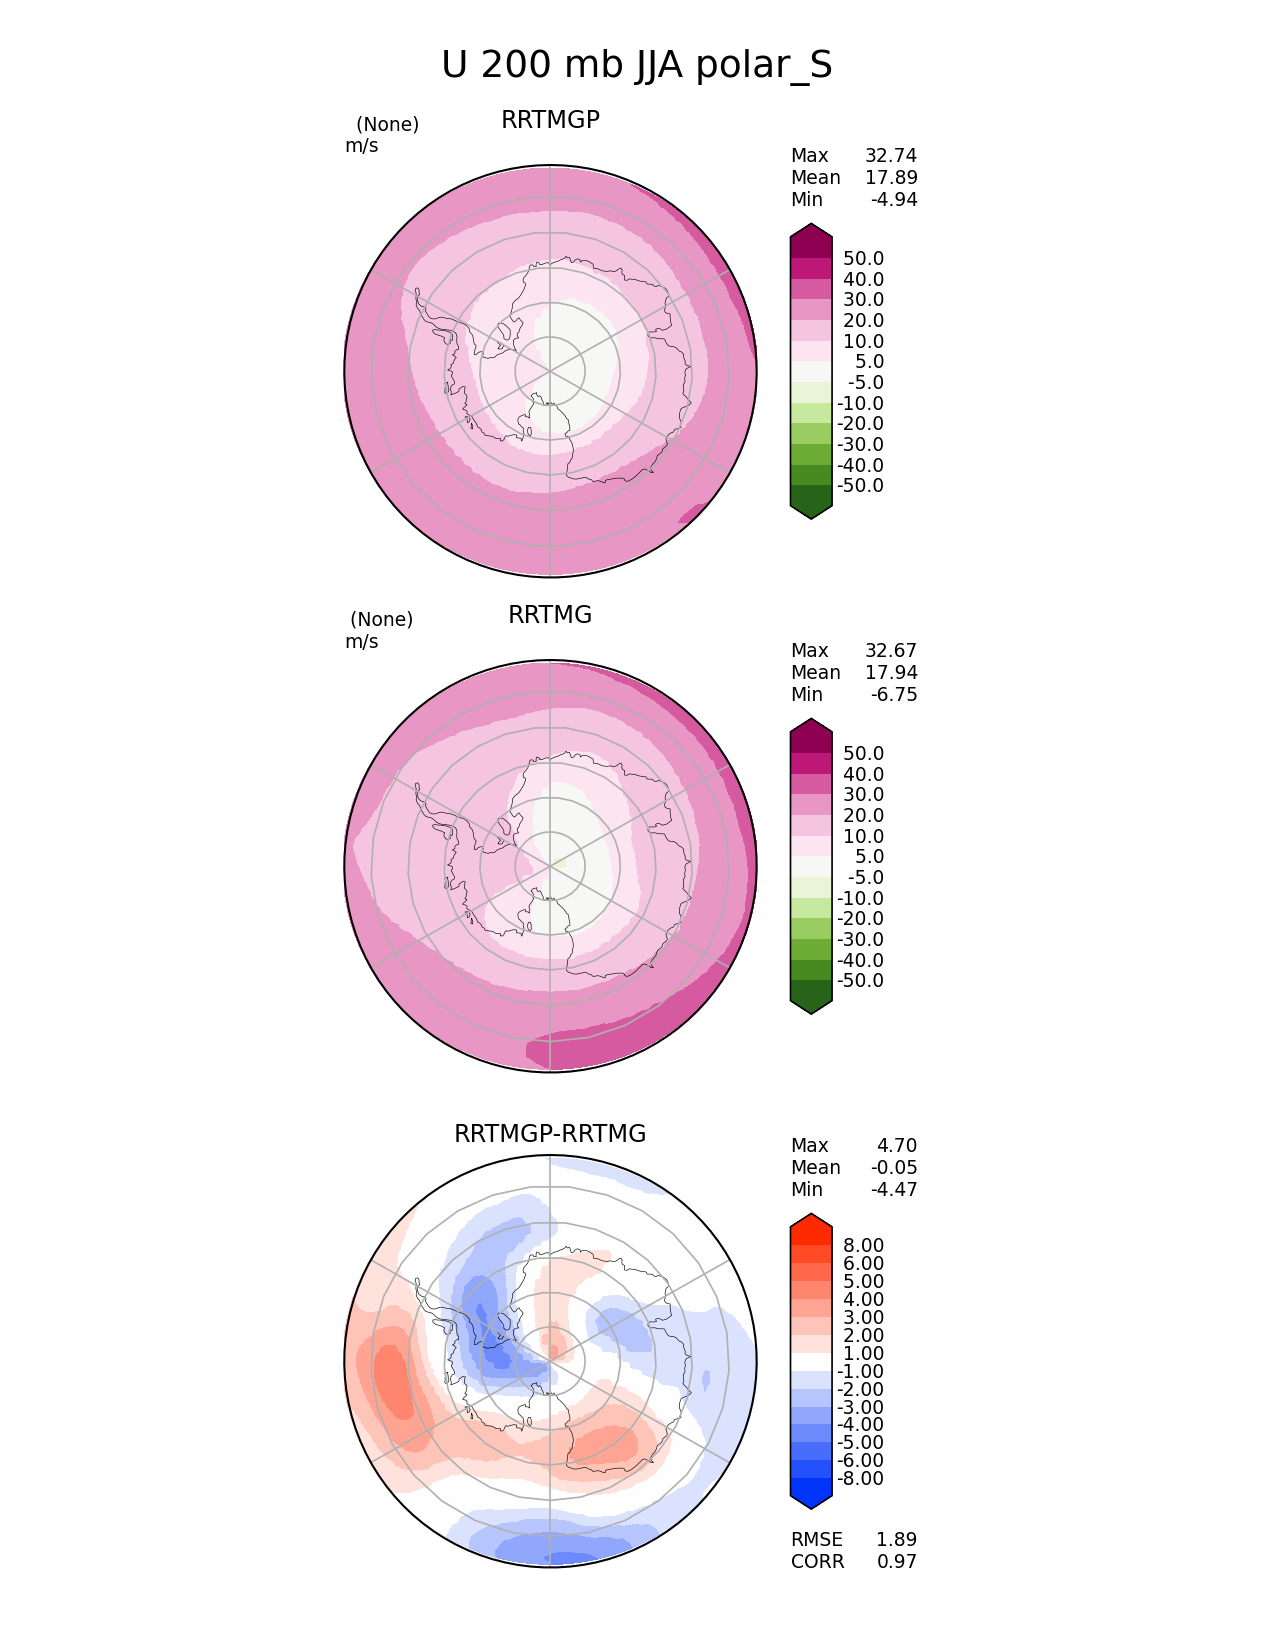 U 200 mb JJA polar_S
RRTMGP
(None)
m/s
Max 32.74
Mean 17.89
Min -4.94
50.0
40.0
30.0
20.0
10.0
5.0
-5.0
-10.0
-20.0
-30.0
-40.0
-50.0
RRTMG
(None)
m/s
Max 32.67
Mean 17.94
Min -6.75
50.0
40.0
30.0
20.0
10.0
5.0
-5.0
-10.0
-20.0
-30.0
-40.0
-50.0
RRTMGP-RRTMG
Max 4.70
Mean -0.05
Min -4.47
8.00
6.00
5.00
4.00
3.00
2.00
1.00
-1.00
-2.00
-3.00
-4.00
-5.00
-6.00
-8.00
RMSE 1.89
CORR 0.97